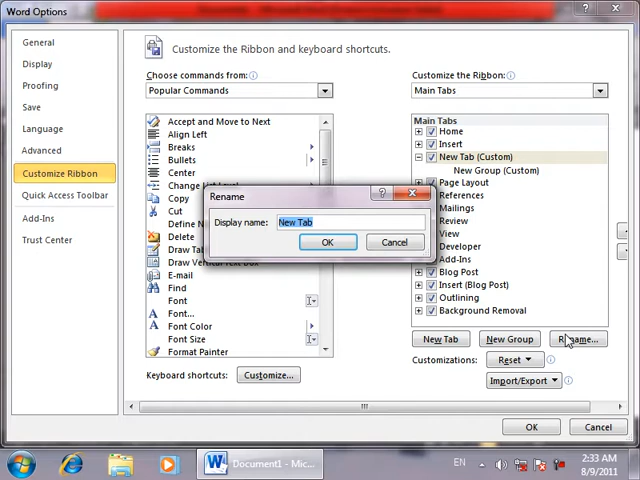 Word Options
General
Display
Proofing
Save
Language
Advanced
Customize Ribbon
Quick Access Toolbar
Add-Ins
Trust Center
Customize the Ribbon and keyboard shortcuts.
Choose commands from:
Popular Commands
Accept and Move to Next
Align Left
Breaks
Bullets
Center
Copy
Cut
Delete
E-mail
Find
Font
Font...
Font Color
Font Size
Format Painter
Keyboard shortcuts: Customize...
Customize the Ribbon:
Main Tabs
Main Tabs
Home
Insert
New Tab (Custom)
New Group (Custom)
Page Layout
References
Mailings
Review
View
Developer
Add-Ins
Blog Post
Insert (Blog Post)
Outlining
Background Removal
New Tab New Group Rename...
Customizations: Reset
Import/Export
OK Cancel
Rename
Display name: New Tab
OK Cancel
Document1 - Mic...
EN
2:33 AM
8/9/2011